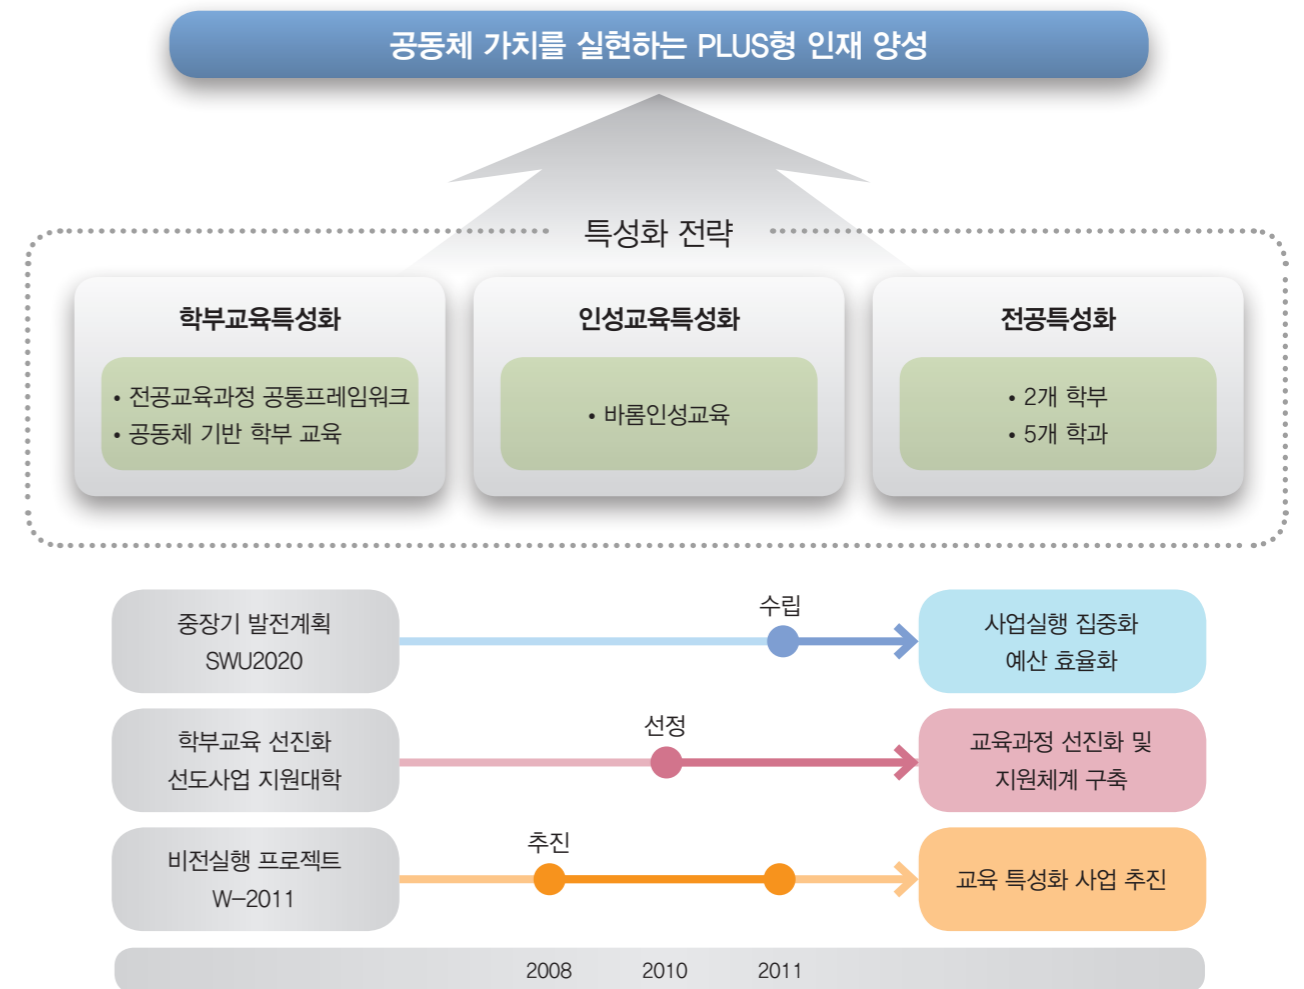 공동체 가치를 실현하는 PLUS형 인재 양성
특성화 전략
학부교육특성화
• 전공교육과정 공통프레임워크
• 공동체 기반 학부 교육
인성교육특성화
• 바롬인성교육
전공특성화
• 2개 학부
• 5개 학과
중장기 발전계획
SWU2020
수립
사업실행 집중화
예산 효율화
학부교육 선진화
선도사업 지원대학
선정
교육과정 선진화 및
지원체계 구축
비전실행 프로젝트
W-2011
추진
교육 특성화 사업 추진
2008 2010 2011